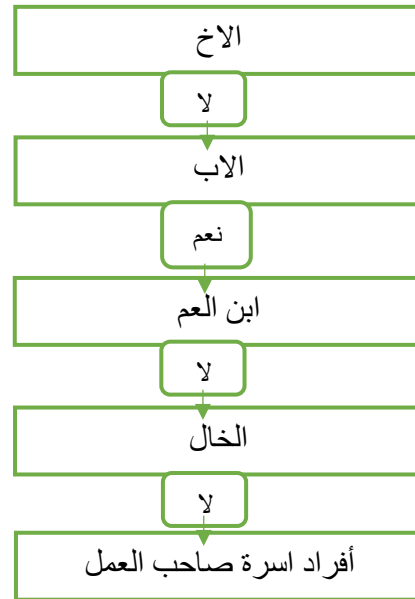 الاخ
لا
الاب
نعم
ابن العم
لا
الخال
لا
أفراد اسرة صاحب العمل